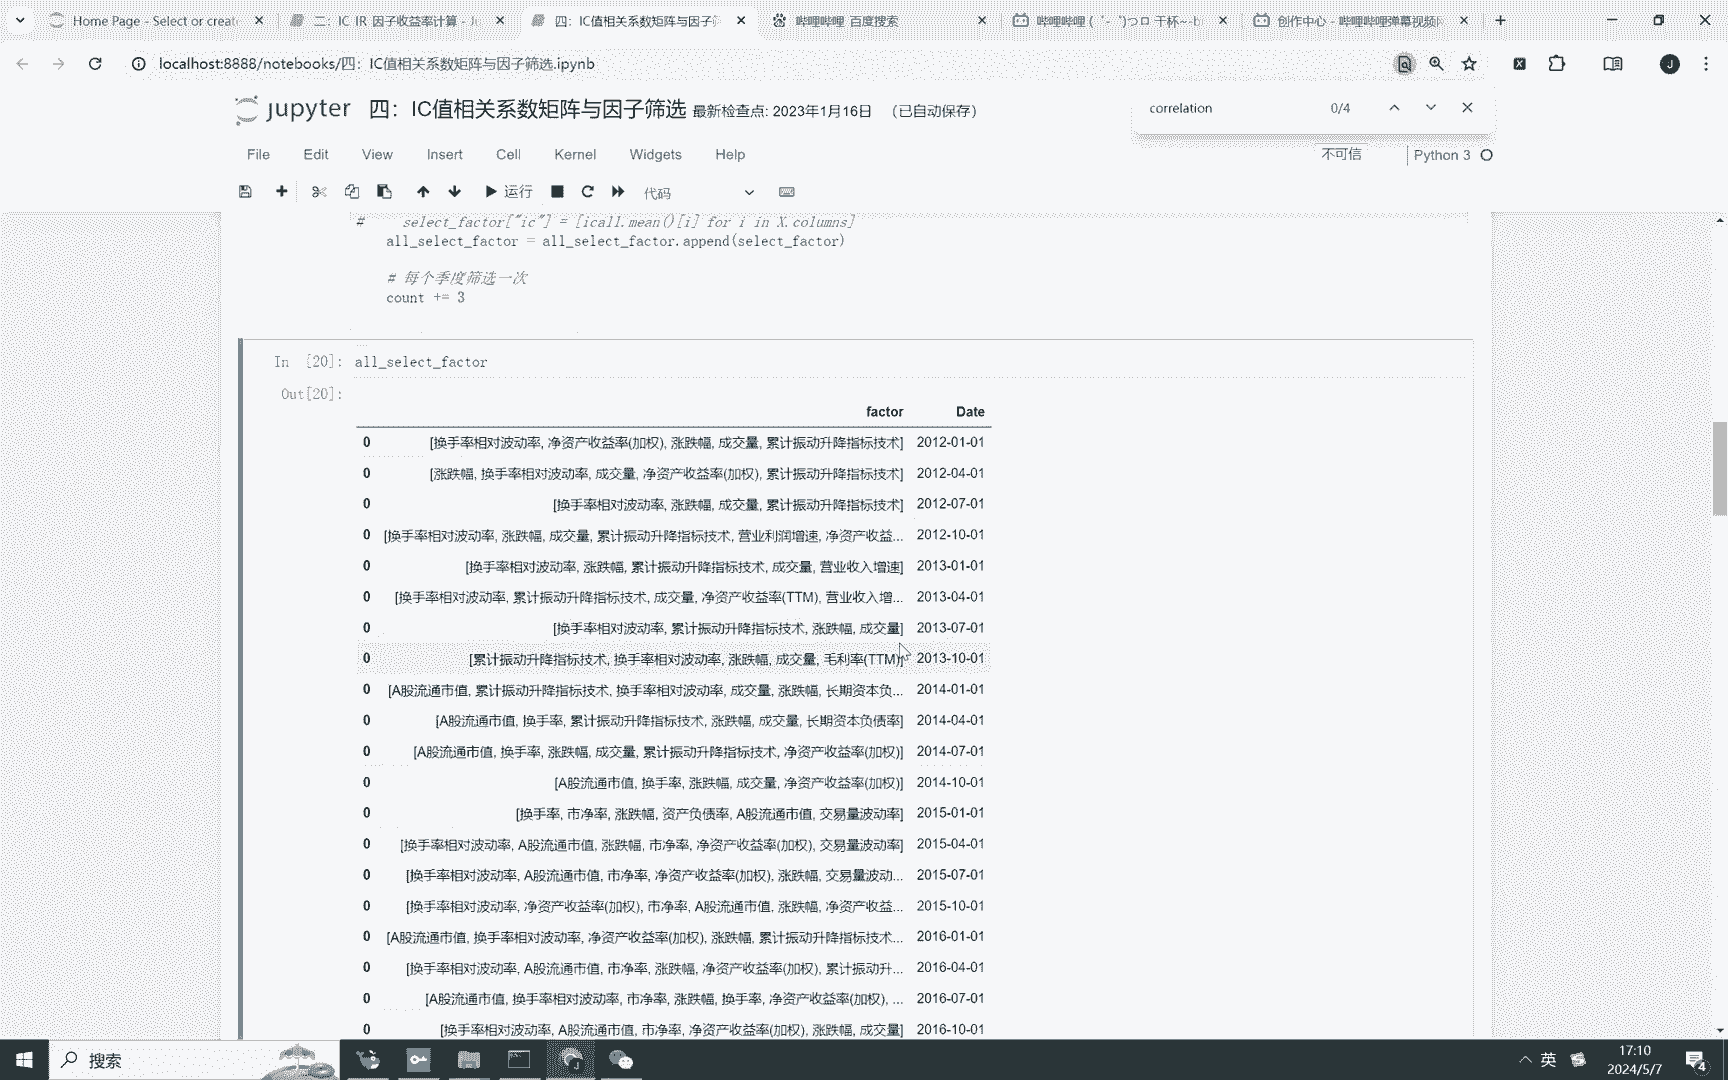 Home Page - Select or create
二：IC IR 因子收益率计算 - Ju
四：IC值相关系数矩阵与因子筛
哔哩哔哩_百度搜索
哔哩哔哩 (゜-゜)つロ 干杯~-b
创作中心 - 哔哩哔哩弹幕视频网
localhost:8888/notebooks/四：IC值相关系数矩阵与因子筛选.ipynb
J
jupyter 四：IC值相关系数矩阵与因子筛选 最新检查点: 2023年1月16日 （已自动保存）
correlation 0/4
File Edit View Insert Cell Kernel Widgets Help
不可信 Python 3
运行 代码
# select_factor["ic"] = [icall.mean()[i] for i in X.columns]
all_select_factor = all_select_factor.append(select_factor)
# 每个季度筛选一次
count += 3
In [20]: all_select_factor
Out[20]:
factor Date
0 [换手率相对波动率, 净资产收益率(加权), 涨跌幅, 成交量, 累计振动升降指标技术] 2012-01-01
0 [涨跌幅, 换手率相对波动率, 成交量, 净资产收益率(加权), 累计振动升降指标技术] 2012-04-01
0 [换手率相对波动率, 涨跌幅, 成交量, 累计振动升降指标技术] 2012-07-01
0 [换手率相对波动率, 涨跌幅, 成交量, 累计振动升降指标技术, 营业利润增速, 净资产收益... 2012-10-01
0 [换手率相对波动率, 涨跌幅, 累计振动升降指标技术, 成交量, 营业收入增速] 2013-01-01
0 [换手率相对波动率, 累计振动升降指标技术, 成交量, 净资产收益率(TTM), 营业收入增... 2013-04-01
0 [换手率相对波动率, 累计振动升降指标技术, 涨跌幅, 成交量] 2013-07-01
0 [累计振动升降指标技术, 换手率相对波动率, 涨跌幅, 成交量, 毛利率(TTM)] 2013-10-01
0 [A股流通市值, 累计振动升降指标技术, 换手率相对波动率, 成交量, 涨跌幅, 长期资本负... 2014-01-01
0 [A股流通市值, 换手率, 累计振动升降指标技术, 涨跌幅, 成交量, 长期资本负债率] 2014-04-01
0 [A股流通市值, 换手率, 涨跌幅, 成交量, 累计振动升降指标技术, 净资产收益率(加权)] 2014-07-01
0 [A股流通市值, 换手率, 涨跌幅, 成交量, 净资产收益率(加权)] 2014-10-01
0 [换手率, 市净率, 涨跌幅, 资产负债率, A股流通市值, 交易量波动率] 2015-01-01
0 [换手率相对波动率, A股流通市值, 涨跌幅, 市净率, 净资产收益率(加权), 交易量波动率] 2015-04-01
0 [换手率相对波动率, A股流通市值, 市净率, 净资产收益率(加权), 涨跌幅, 交易量波动... 2015-07-01
0 [换手率相对波动率, 净资产收益率(加权), 市净率, A股流通市值, 涨跌幅, 净资产收益... 2015-10-01
0 [A股流通市值, 换手率相对波动率, 净资产收益率(加权), 涨跌幅, 累计振动升降指标技术... 2016-01-01
0 [换手率相对波动率, A股流通市值, 市净率, 涨跌幅, 净资产收益率(加权), 累计振动升... 2016-04-01
0 [A股流通市值, 换手率相对波动率, 市净率, 涨跌幅, 换手率, 净资产收益率(加权), ... 2016-07-01
0 [换手率相对波动率, A股流通市值, 市净率, 净资产收益率(加权), 涨跌幅, 成交量] 2016-10-01
搜索
英
17:10
2024/5/7
4